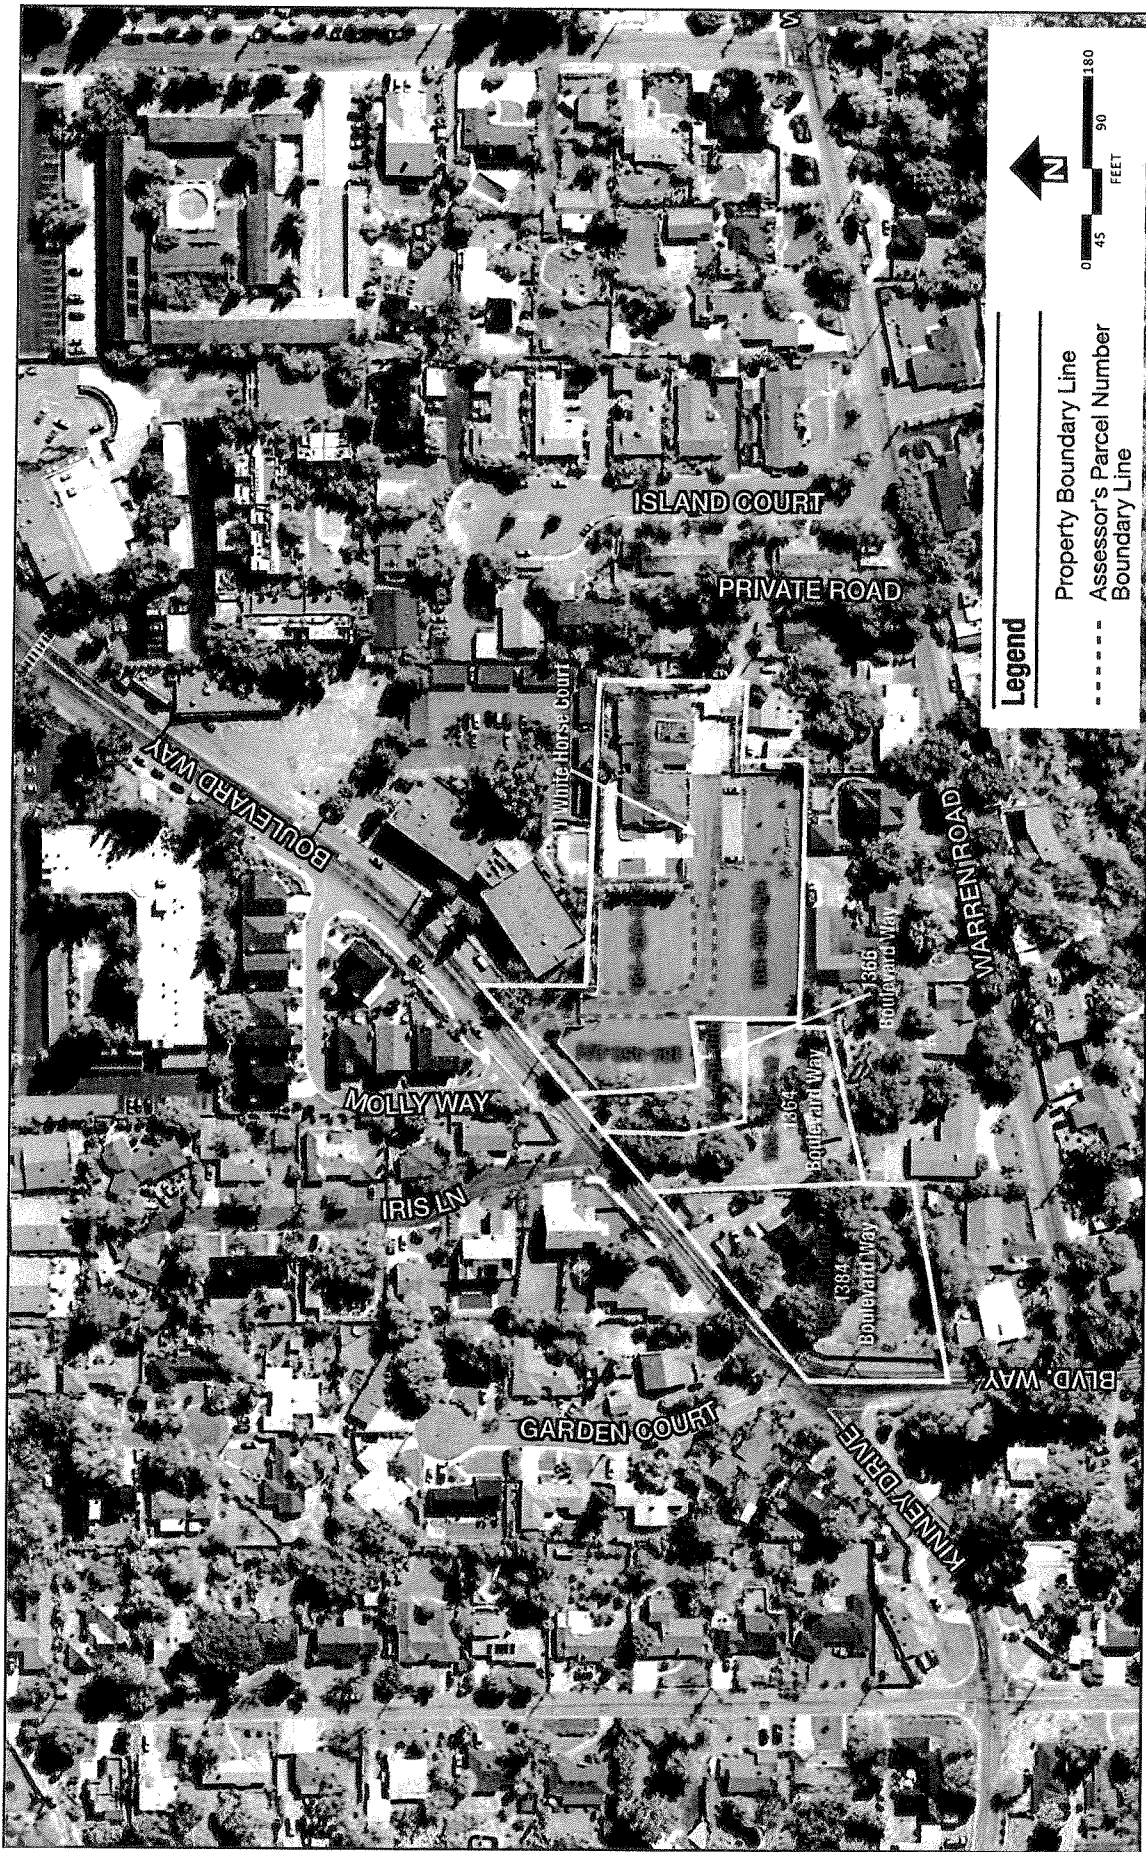 BOULEVARD WAY
MOLLY WAY
IRIS LN
GARDEN COURT
KINNEY DRIVE
BLVD WAY
1384
Boulevard Way
1364
Boulevard Way
1366
Boulevard Way
1 White Horse Court
ISLAND COURT
PRIVATE ROAD
WARREN ROAD
Legend
Property Boundary Line
Assessor's Parcel Number
Boundary Line
N
0 45 90 180
FEET